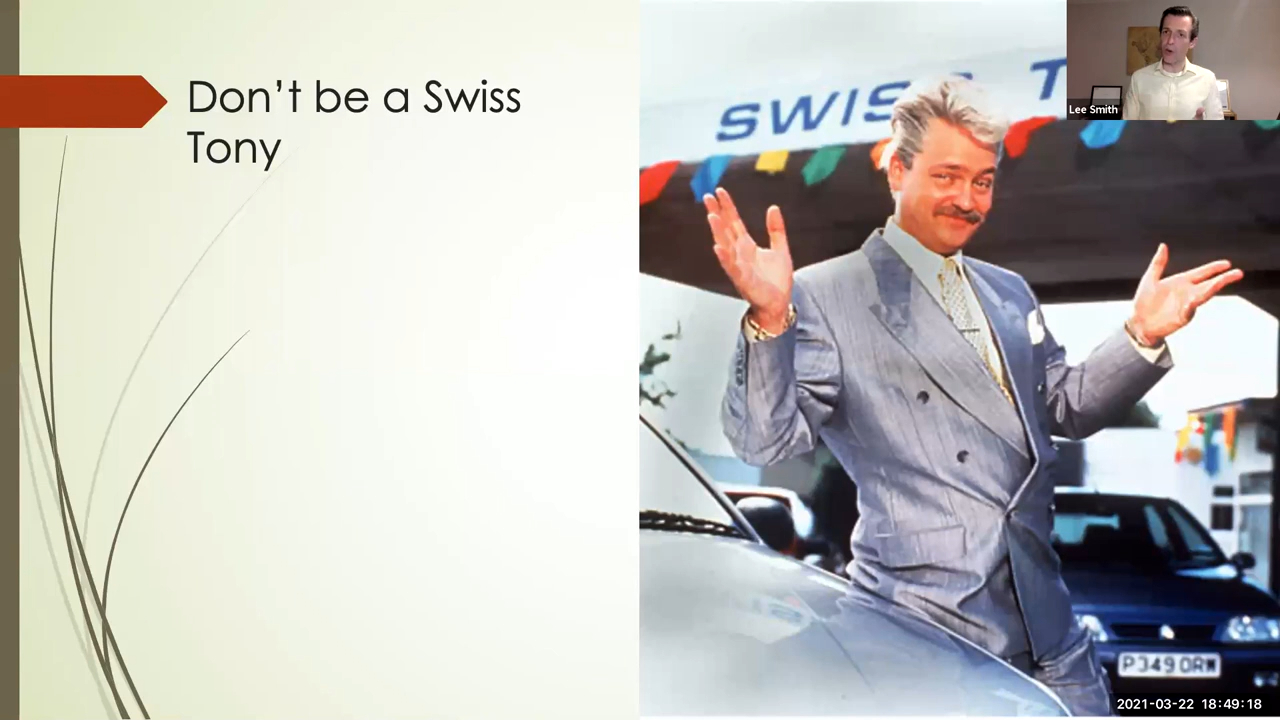 Don't be a Swiss
Tony
SWISS T
Lee Smith
P349 ORW
2021-03-22 18:49:18